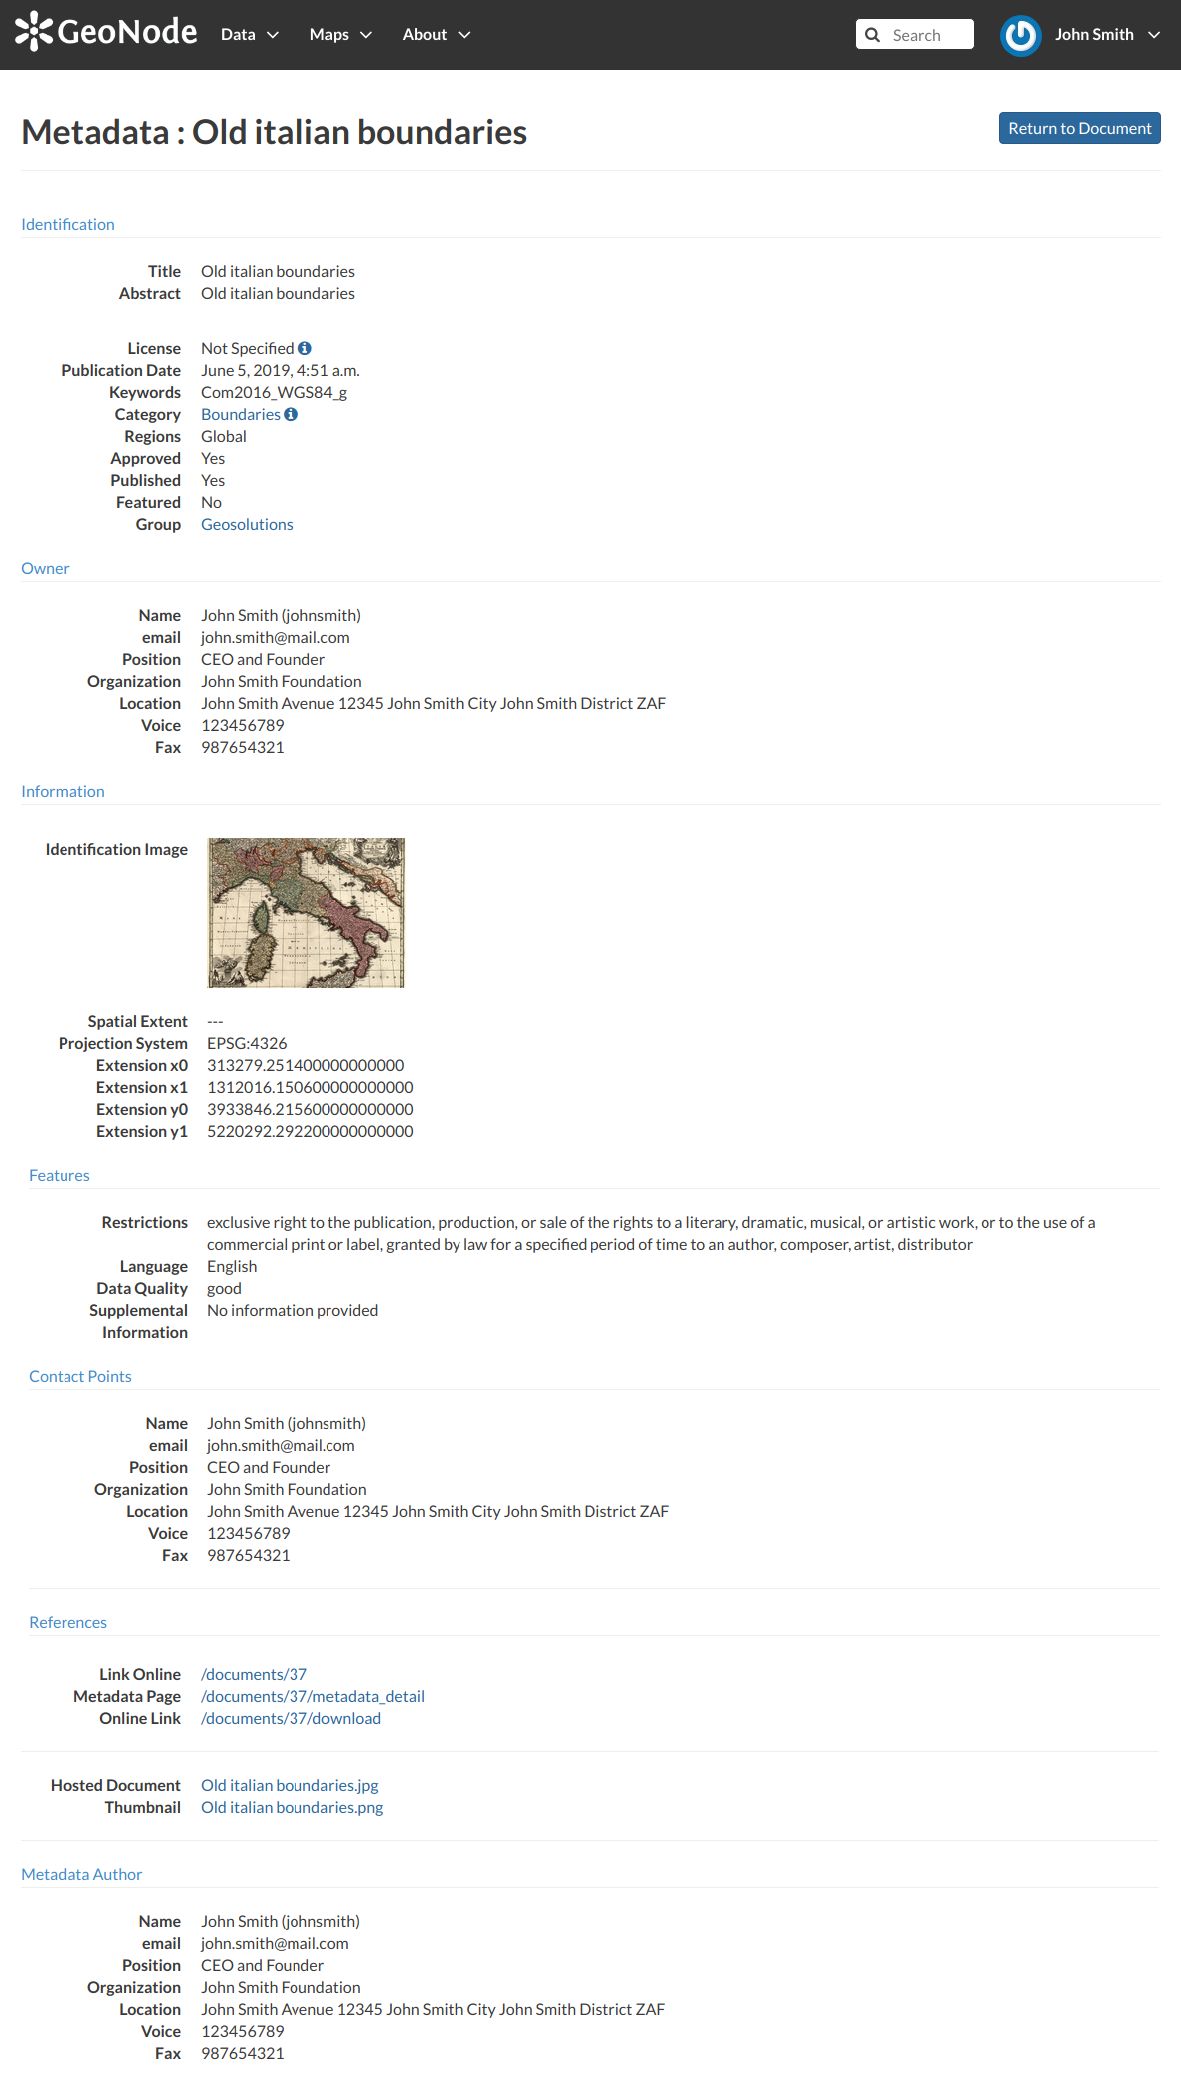 GeoNode Data Maps About Search John Smith
Metadata : Old italian boundaries Return to Document
Identification
Title Old italian boundaries
Abstract Old italian boundaries
License Not Specified
Publication Date June 5, 2019, 4:51 a.m.
Keywords Com2016_WGS84_g
Category Boundaries
Regions Global
Approved Yes
Published Yes
Featured No
Group Geosolutions
Owner
Name John Smith (johnsmith)
email john.smith@mail.com
Position CEO and Founder
Organization John Smith Foundation
Location John Smith Avenue 12345 John Smith City John Smith District ZAF
Voice 123456789
Fax 987654321
Information
Identification Image
Spatial Extent ---
Projection System EPSG:4326
Extension x0 313279.251400000000000
Extension x1 1312016.150600000000000
Extension y0 3933846.215600000000000
Extension y1 5220292.292200000000000
Features
Restrictions exclusive right to the publication, production, or sale of the rights to a literary, dramatic, musical, or artistic work, or to the use of a
commercial print or label, granted by law for a specified period of time to an author, composer, artist, distributor
Language English
Data Quality good
Supplemental No information provided
Information
Contact Points
Name John Smith (johnsmith)
email john.smith@mail.com
Position CEO and Founder
Organization John Smith Foundation
Location John Smith Avenue 12345 John Smith City John Smith District ZAF
Voice 123456789
Fax 987654321
References
Link Online /documents/37
Metadata Page /documents/37/metadata_detail
Online Link /documents/37/download
Hosted Document Old italian boundaries.jpg
Thumbnail Old italian boundaries.png
Metadata Author
Name John Smith (johnsmith)
email john.smith@mail.com
Position CEO and Founder
Organization John Smith Foundation
Location John Smith Avenue 12345 John Smith City John Smith District ZAF
Voice 123456789
Fax 987654321